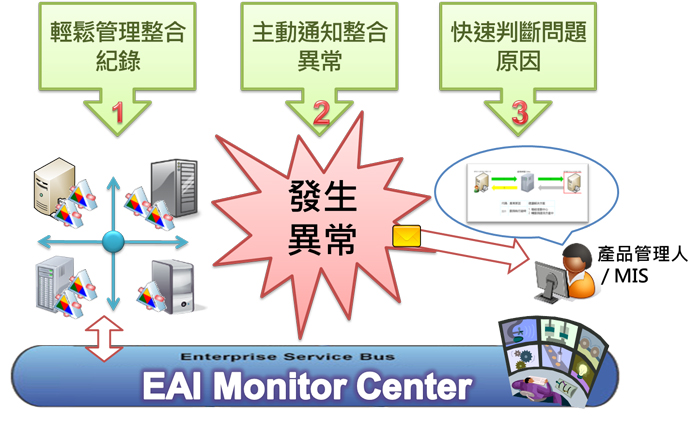 輕鬆管理整合
紀錄
主動通知整合
異常
快速判斷問題
原因
1
2
3
發生
異常
產品管理人
/ MIS
Enterprise Service Bus
EAI Monitor Center